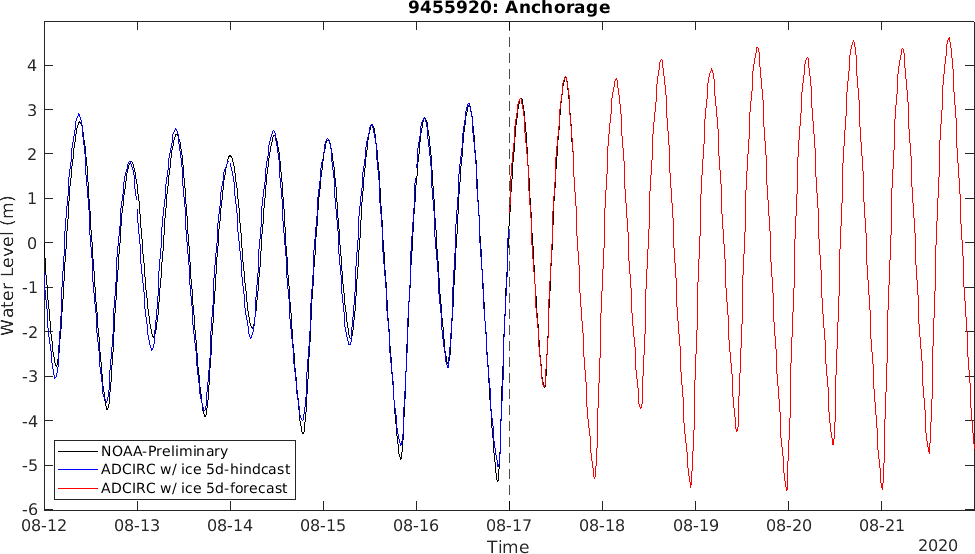 9455920: Anchorage
Water Level (m)
4
3
2
1
0
-1
-2
-3
-4
-5
-6
NOAA-Preliminary
ADCIRC w/ ice 5d-hindcast
ADCIRC w/ ice 5d-forecast
08-12 08-13 08-14 08-15 08-16 08-17 08-18 08-19 08-20 08-21
Time
2020